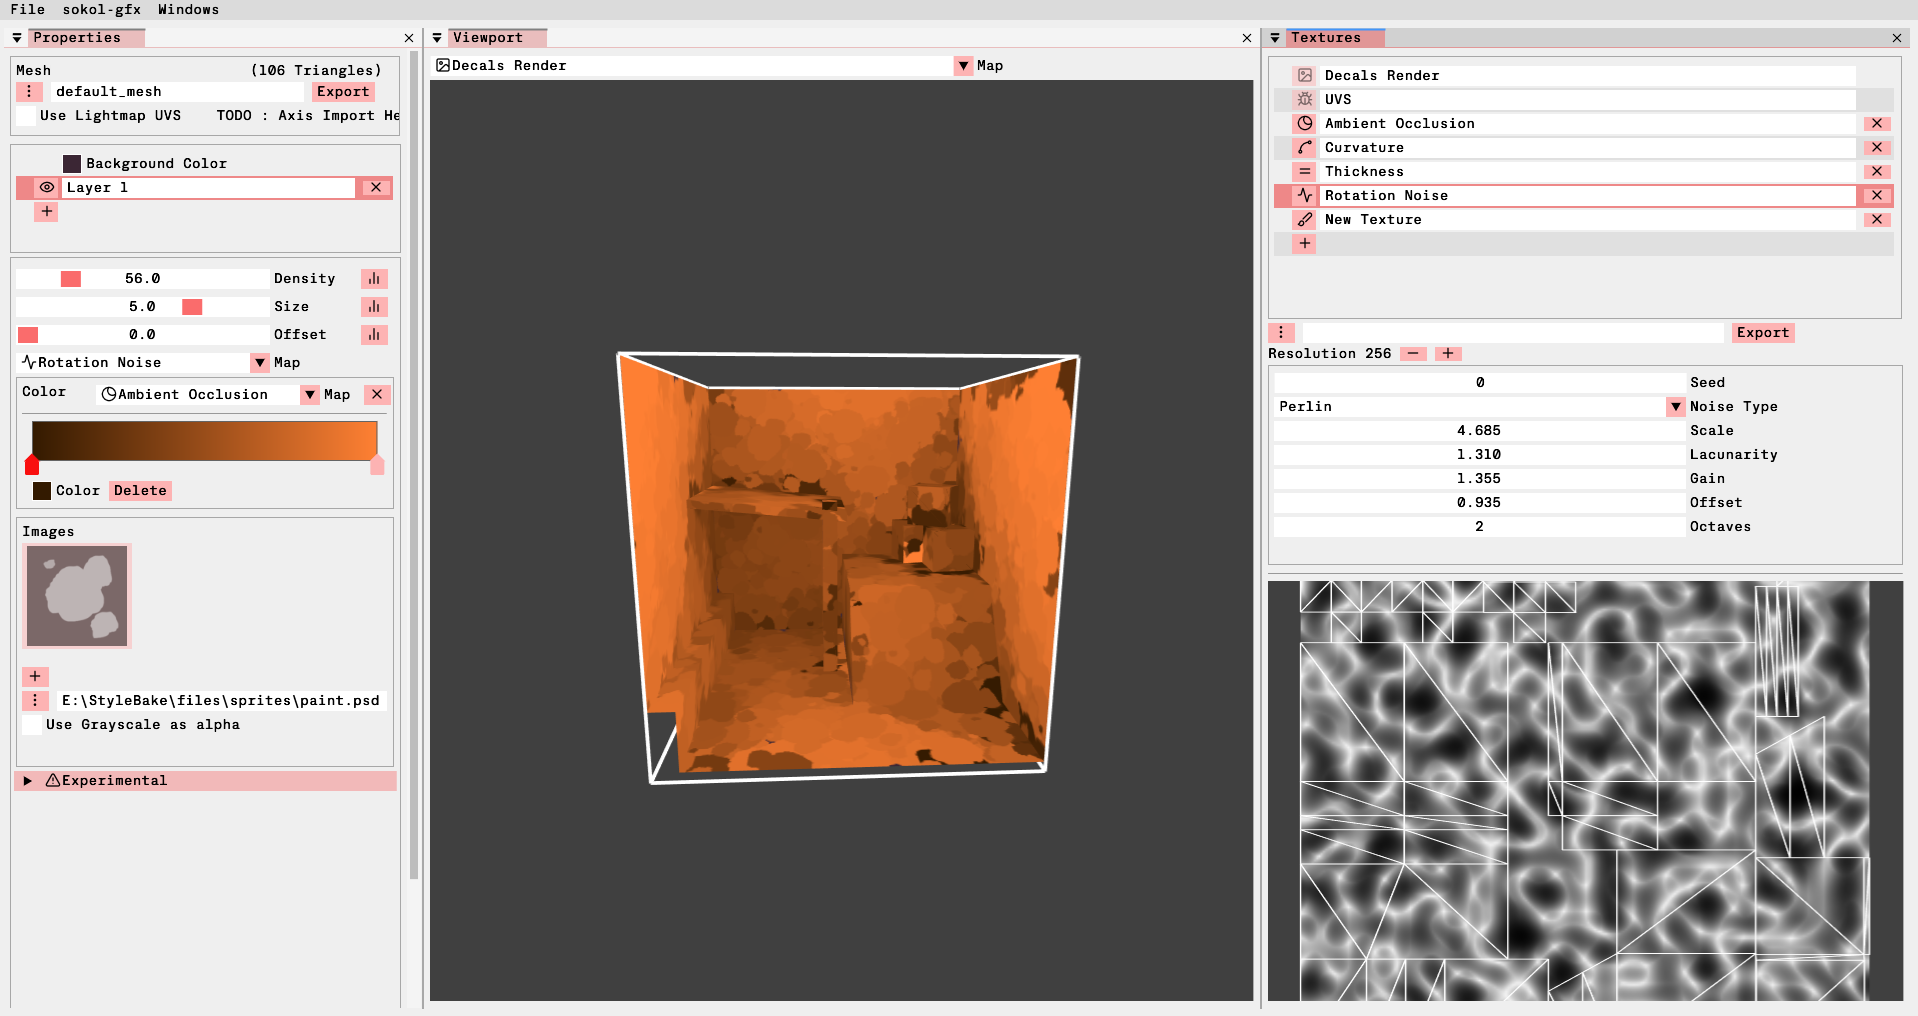 File sokol-gfx Windows
Properties
Mesh (106 Triangles)
default_mesh Export
Use Lightmap UVS TODO : Axis Import He
Background Color
Layer 1
56.0 Density
5.0 Size
0.0 Offset
Rotation Noise Map
Color Ambient Occlusion Map
Color Delete
Images
E:\StyleBake\files\sprites\paint.psd
Use Grayscale as alpha
Experimental
Viewport
Decals Render Map
Textures
Decals Render
UVS
Ambient Occlusion
Curvature
Thickness
Rotation Noise
New Texture
Export
Resolution 256
0 Seed
Perlin Noise Type
4.685 Scale
1.310 Lacunarity
1.355 Gain
0.935 Offset
2 Octaves